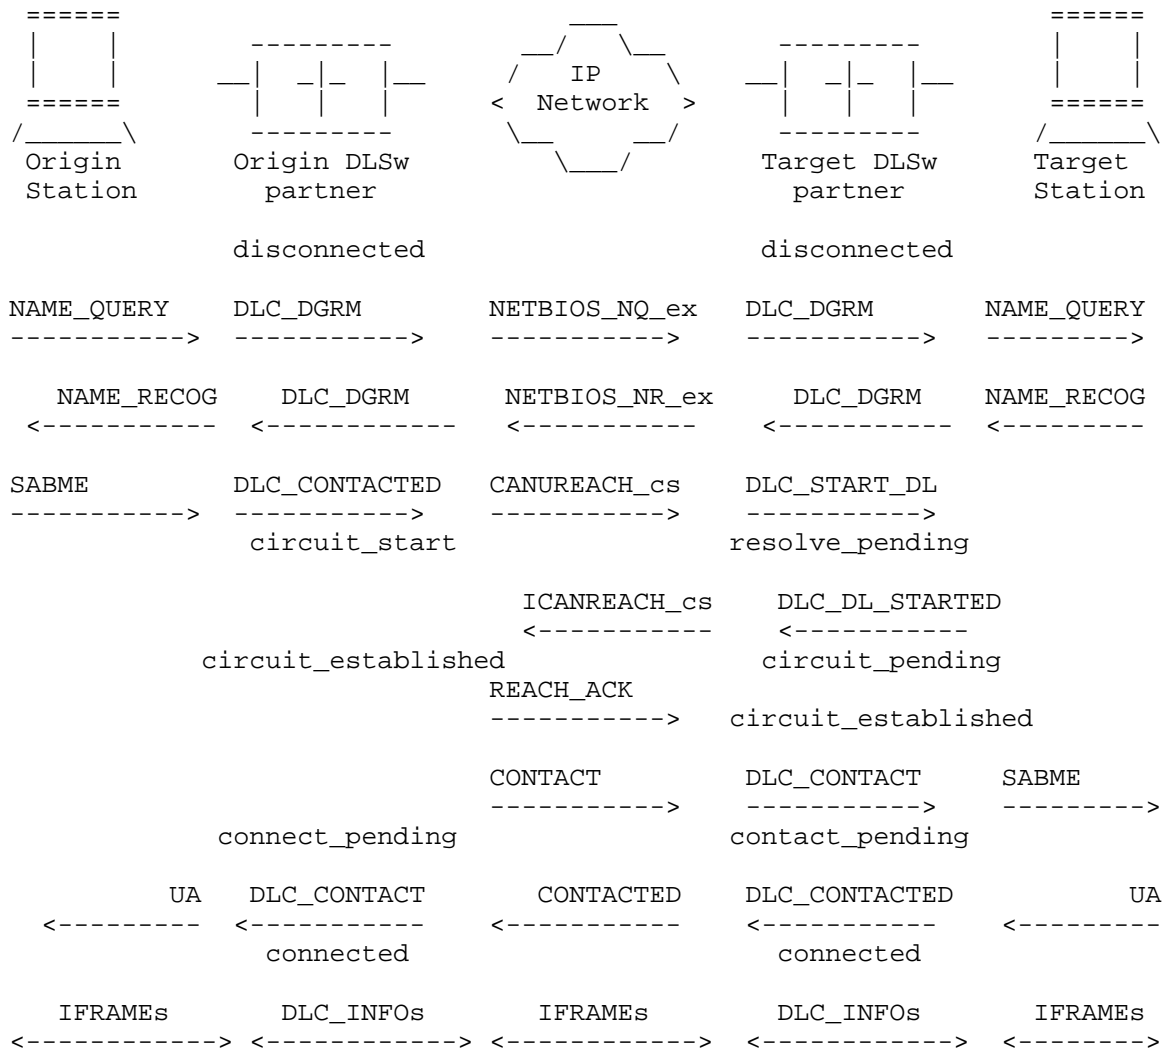 IP
Network
Origin Origin DLSw Target DLSw Target
Station partner partner Station
disconnected disconnected
NAME_QUERY DLC_DGRM NETBIOS_NQ_ex DLC_DGRM NAME_QUERY
NAME_RECOG DLC_DGRM NETBIOS_NR_ex DLC_DGRM NAME_RECOG
SABME DLC_CONTACTED CANUREACH_cs DLC_START_DL
circuit_start resolve_pending
ICANREACH_cs DLC_DL_STARTED
circuit_established circuit_pending
REACH_ACK
circuit_established
CONTACT DLC_CONTACT SABME
connect_pending contact_pending
UA DLC_CONTACT CONTACTED DLC_CONTACTED UA
connected connected
IFRAMEs DLC_INFOs IFRAMEs DLC_INFOs IFRAMEs